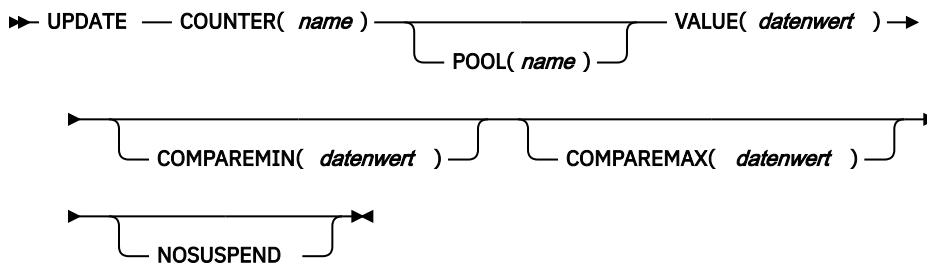 UPDATE COUNTER( name ) VALUE( datenwert )
POOL( name )
COMPAREMIN( datenwert ) COMPAREMAX( datenwert )
NOSUSPEND